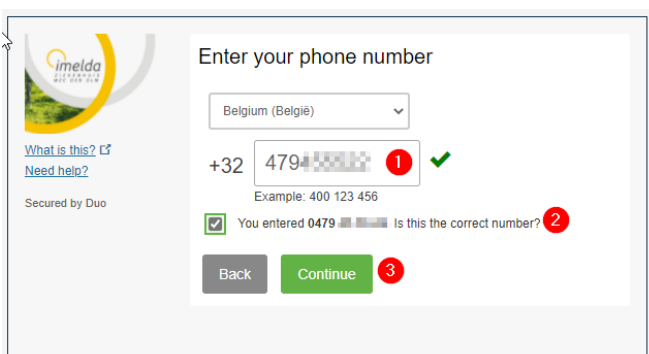 imelda
ZIEKENHUIS
What is this?
Need help?
Secured by Duo
Enter your phone number
Belgium (België)
+32 479 1
Example: 400 123 456
You entered 0479 Is this the correct number? 2
Back Continue 3